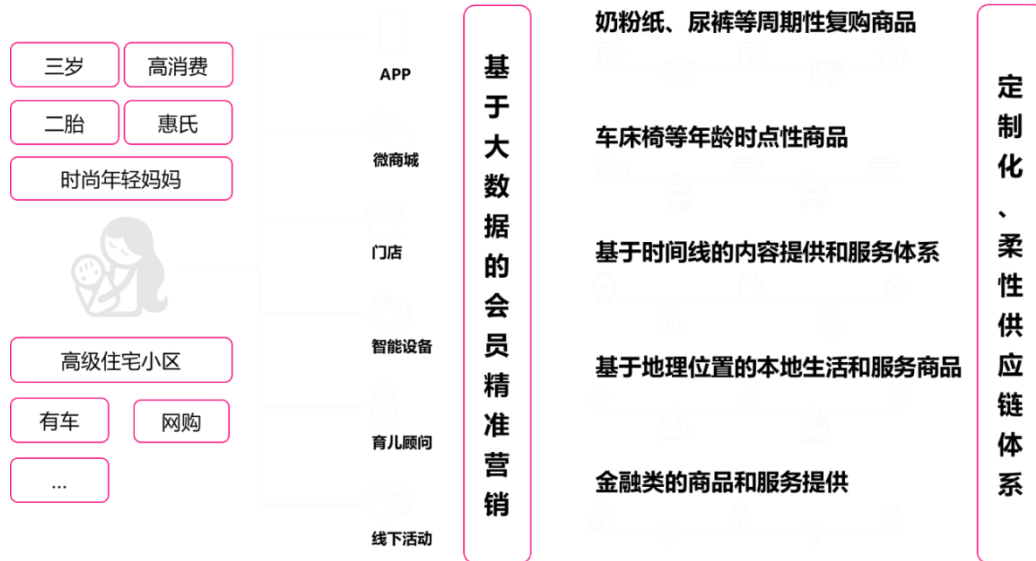 三岁
高消费
二胎
惠氏
时尚年轻妈妈
高级住宅小区
有车
网购
...
APP
微商城
门店
智能设备
育儿顾问
线下活动
基于大数据的会员精准营销
奶粉纸、尿裤等周期性复购商品
车床椅等年龄时点性商品
基于时间线的内容提供和服务体系
基于地理位置的本地生活和服务商品
金融类的商品和服务提供
定制化、柔性供应链体系